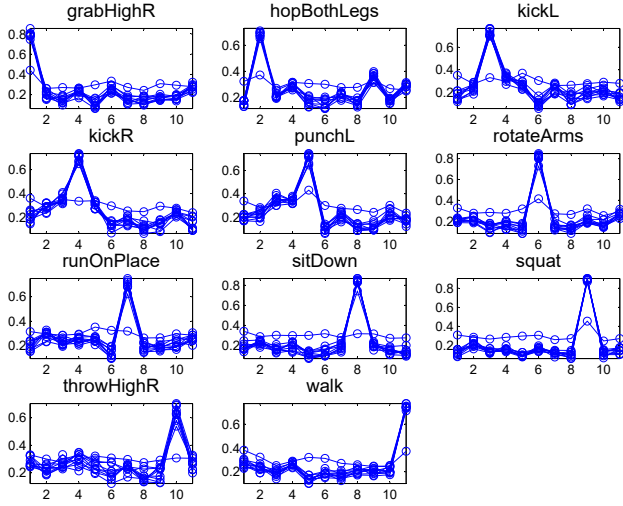 grabHighR hopBothLegs kickL
0.8 0.6 0.4 0.2 0.6 0.4 0.2 0.6 0.4 0.2
2 4 6 8 10 2 4 6 8 10 2 4 6 8 10
kickR punchL rotateArms
0.6 0.4 0.2 0.6 0.4 0.2 0.8 0.6 0.4 0.2
2 4 6 8 10 2 4 6 8 10 2 4 6 8 10
runOnPlace sitDown squat
0.6 0.4 0.2 0.8 0.6 0.4 0.2 0.8 0.6 0.4 0.2
2 4 6 8 10 2 4 6 8 10 2 4 6 8 10
throwHighR walk
0.6 0.4 0.2 0.6 0.4 0.2
2 4 6 8 10 2 4 6 8 10